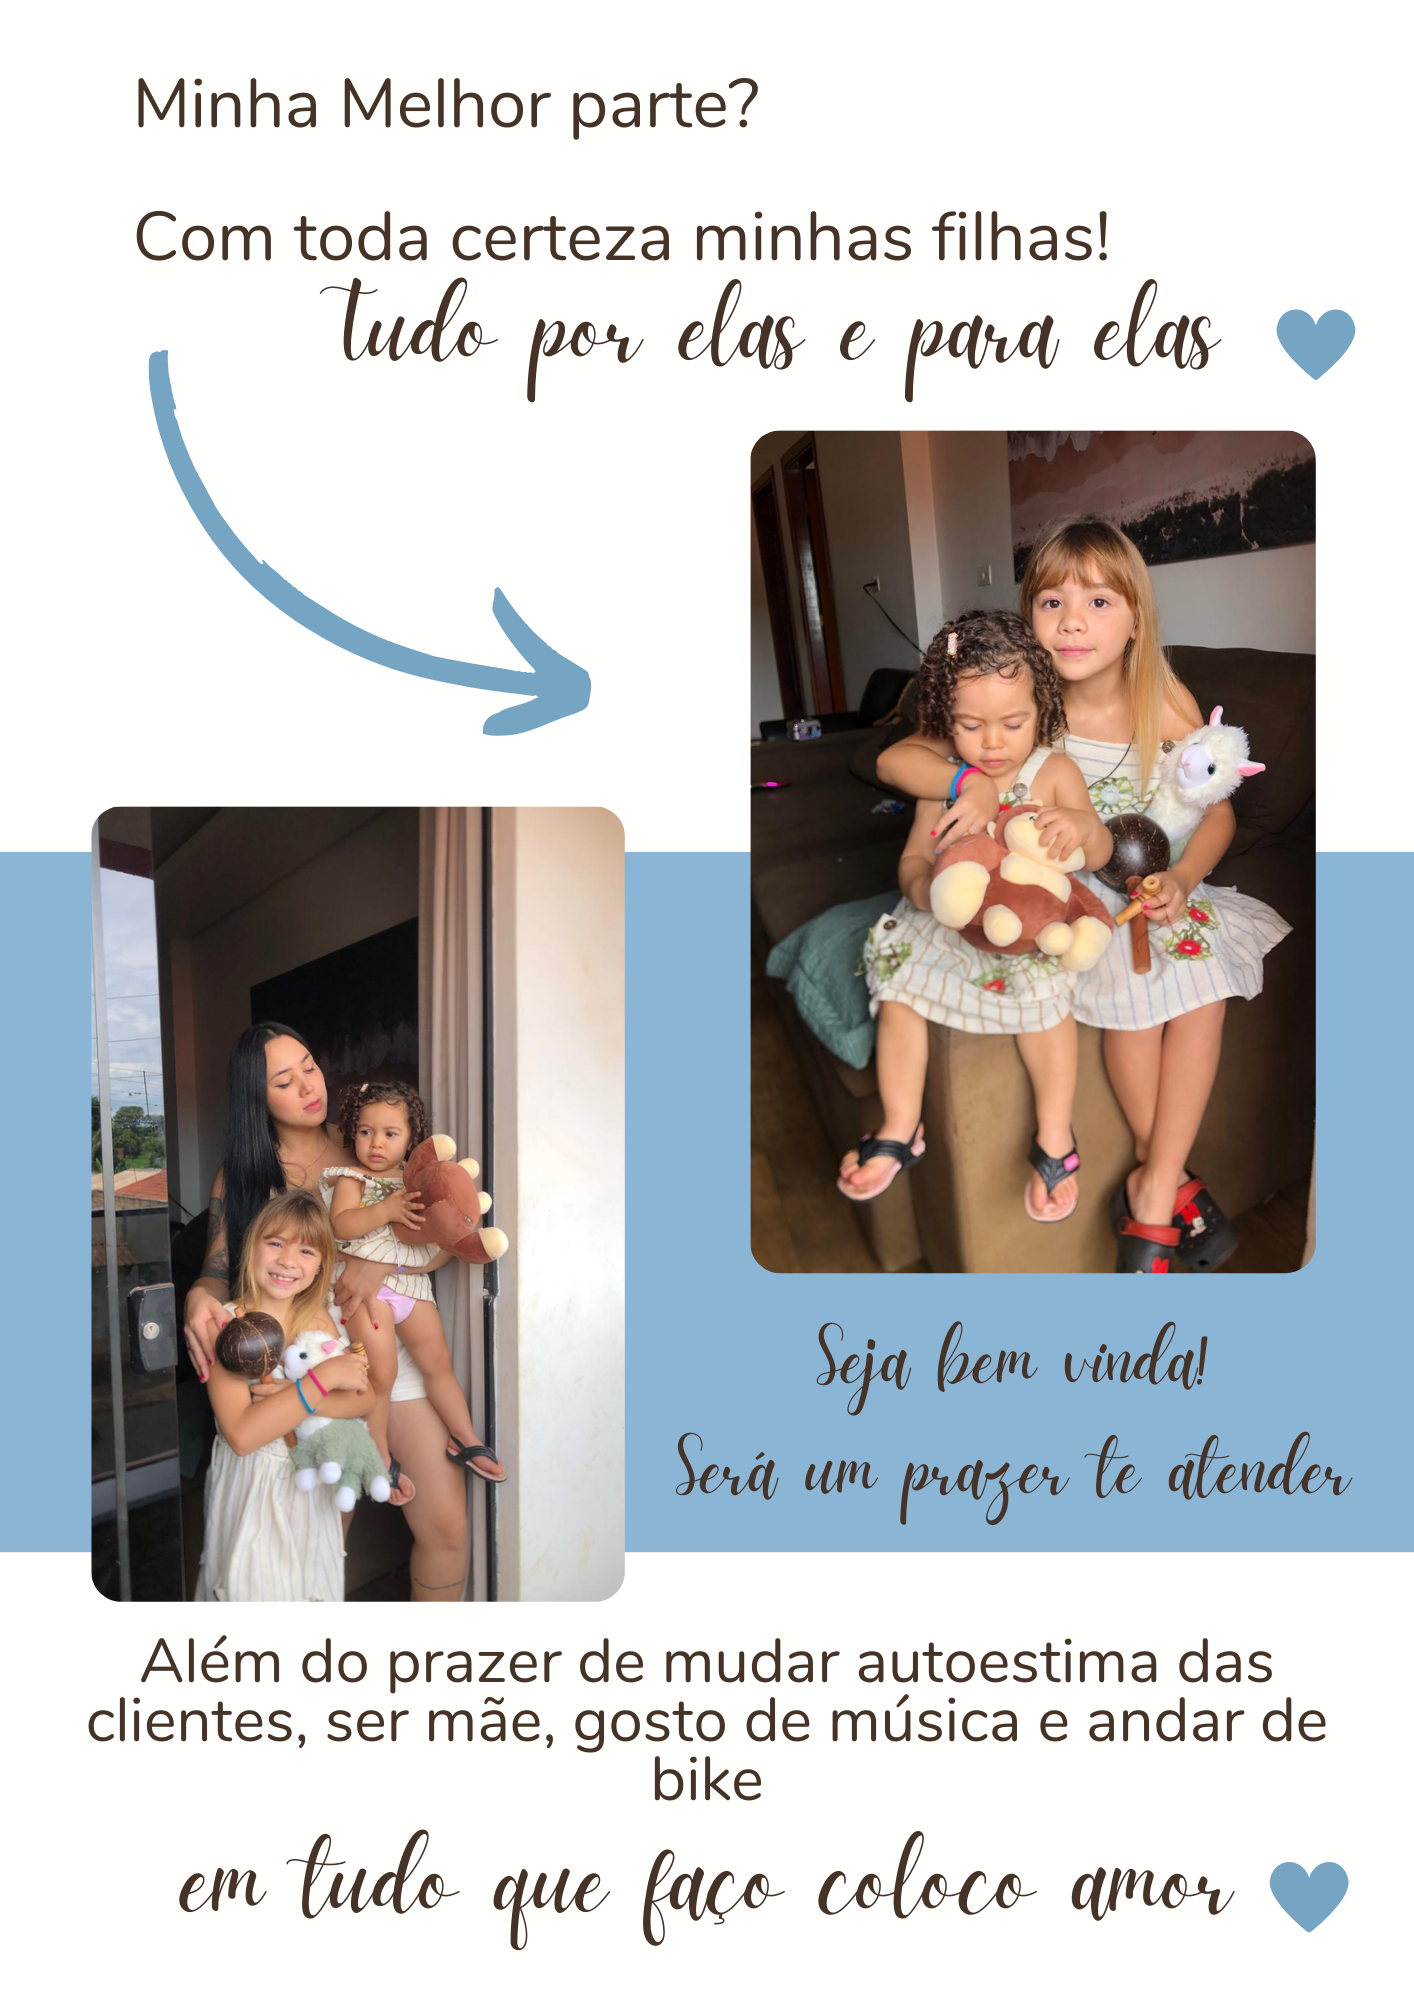 Minha Melhor parte?
Com toda certeza minhas filhas!
tudo por elas e para elas
Seja bem vinda!
Será um prazer te atender
Além do prazer de mudar autoestima das
clientes, ser mãe, gosto de música e andar de
bike
em tudo que faço coloco amor